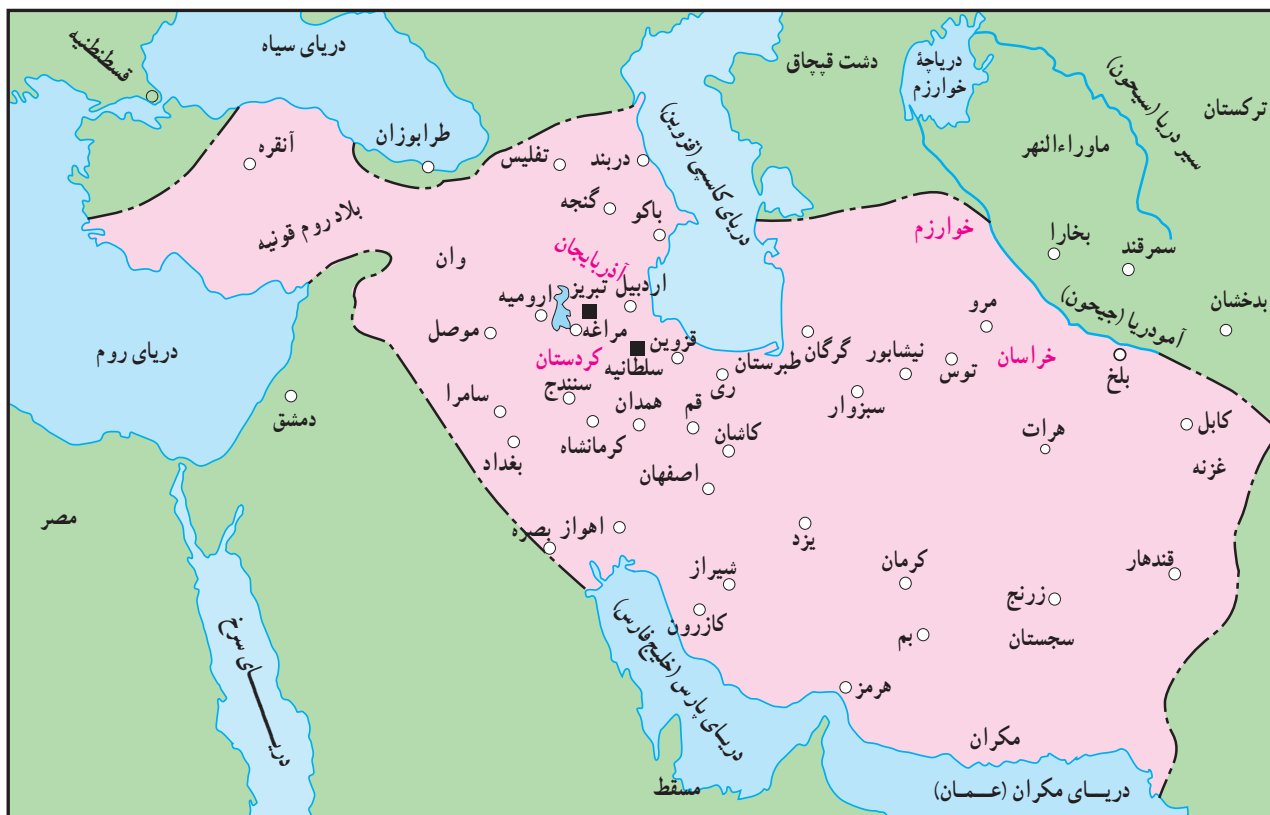 دریای سیاه
قسطنطنیه
دشت قپچاق
دریاچهٔ
خوارزم
سیر دریا (سیحون)
ترکستان
ماوراءالنهر
طرابوزان
آنقره
تفلیس
دربند
دریای کاسپی (قزوین)
گنجه
باکو
بلاد روم قونیه
خوارزم
بخارا
سمرقند
وان
آذربایجان
بدخشان
آمودریا (جیحون)
ارومیه
تبریز
اردبیل
مرو
موصل
مراغه
دریای روم
کردستان
سلطانیه
قزوین
طبرستان
گرگان
نیشابور
توس
خراسان
بلخ
ری
سبزوار
دمشق
سامرا
سنندج
همدان
قم
کاشان
کابل
غزنه
هرات
بغداد
کرمانشاه
اصفهان
مصر
بصره
اهواز
یزد
شیراز
کرمان
قندهار
زرنج
کازرون
بم
سجستان
دریای سرخ
دریای پارس (خلیج‌فارس)
هرمز
مکران
مسقط
دریای مکران (عمان)